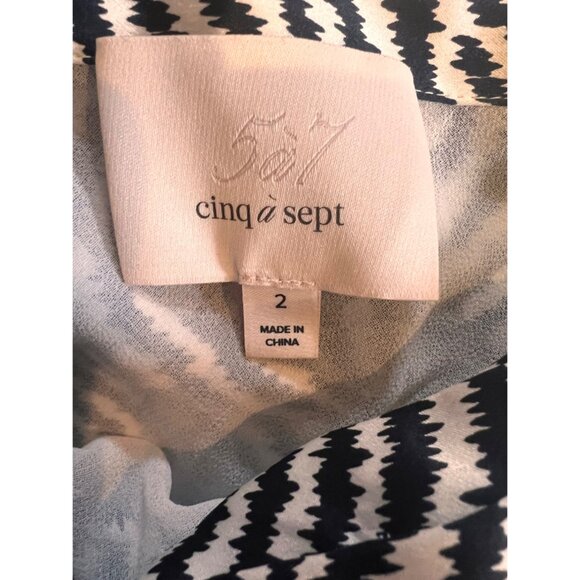 5à7
cinq à sept
2
MADE IN
CHINA